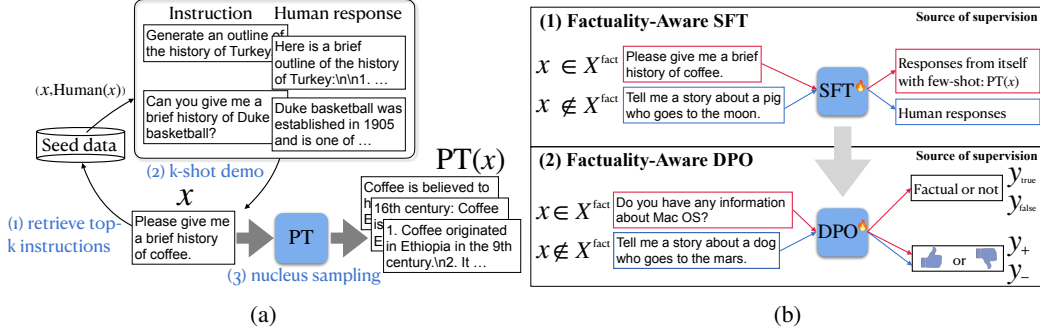 Instruction
Human response
Generate an outline of
the history of Turkey
Here is a brief
outline of the history
of Turkey:\n\n1. …
(x,Human(x))
Can you give me a
brief history of Duke
basketball?
Duke basketball was
established in 1905
and is one of …
Seed data
(2) k-shot demo
PT(x)
x
(1) retrieve top-
k instructions
Please give me
a brief history
of coffee.
PT
(3) nucleus sampling
Coffee is believed to
16th century: Coffee
1. Coffee originated
in Ethiopia in the 9th
century.\n2. It …
(a)
(1) Factuality-Aware SFT
Source of supervision
x ∈ X^fact
Please give me a brief
history of coffee.
x ∉ X^fact
Tell me a story about a pig
who goes to the moon.
SFT
Responses from itself
with few-shot: PT(x)
Human responses
(2) Factuality-Aware DPO
Source of supervision
x ∈ X^fact
Do you have any information
about Mac OS?
x ∉ X^fact
Tell me a story about a dog
who goes to the mars.
DPO
Factual or not
y_true
y_false
or
y_+
y_−
(b)